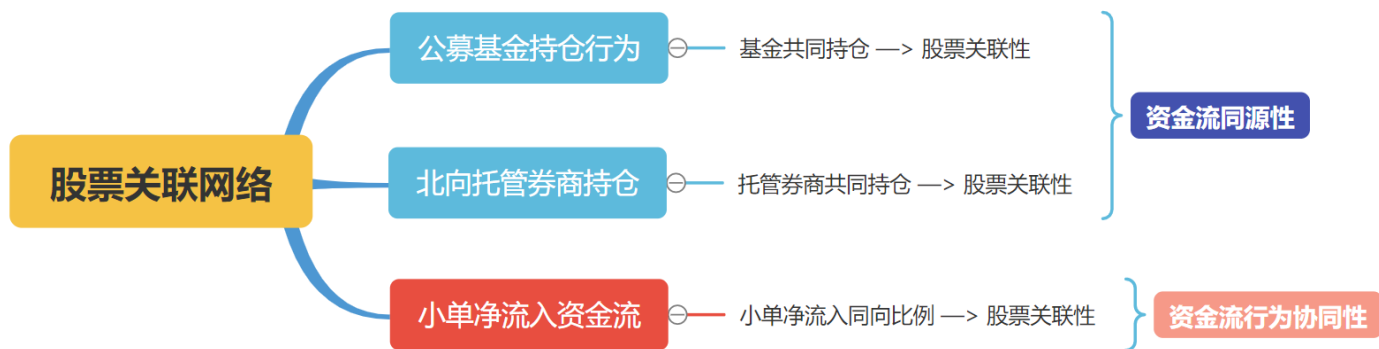 公募基金持仓行为
基金共同持仓 —> 股票关联性
资金流同源性
股票关联网络
北向托管券商持仓
托管券商共同持仓 —> 股票关联性
小单净流入资金流
小单净流入同向比例 —> 股票关联性
资金流行为协同性